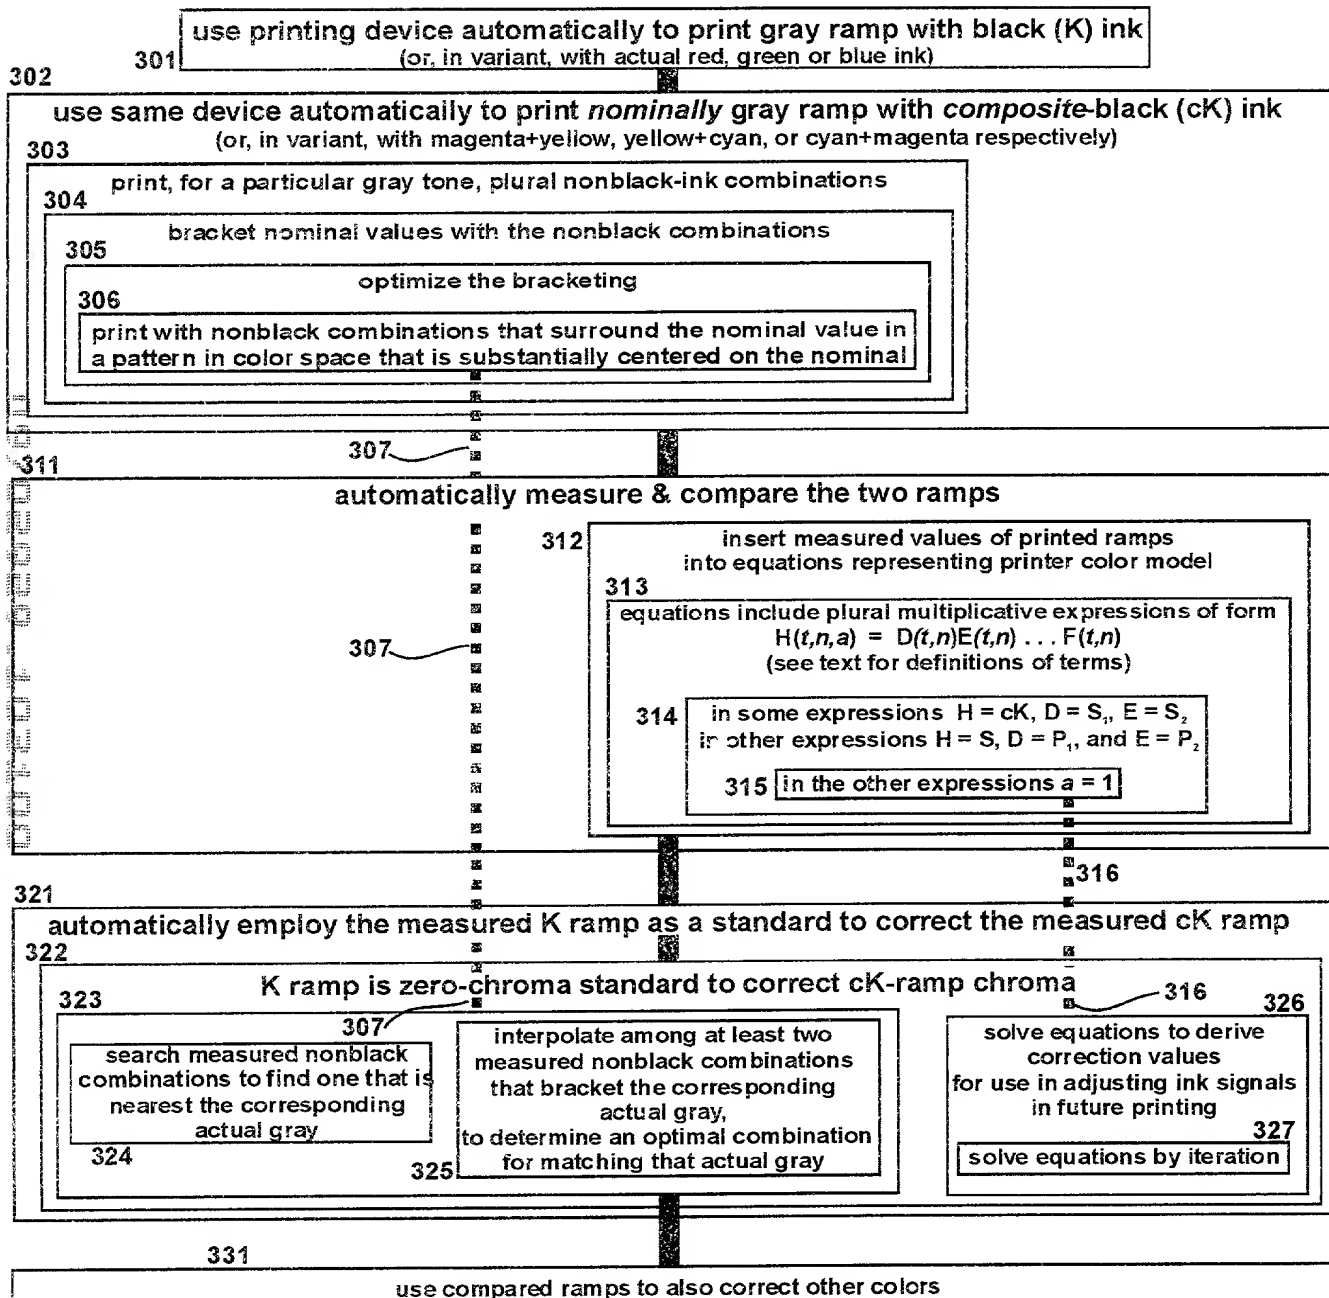 use printing device automatically to print gray ramp with black (K) ink
(or, in variant, with actual red, green or blue ink)
301
302
use same device automatically to print nominally gray ramp with composite-black (cK) ink
(or, in variant, with magenta+yellow, yellow+cyan, or cyan+magenta respectively)
303
print, for a particular gray tone, plural nonblack-ink combinations
304
bracket nominal values with the nonblack combinations
305
optimize the bracketing
306
print with nonblack combinations that surround the nominal value in
a pattern in color space that is substantially centered on the nominal
307
311
automatically measure & compare the two ramps
312
insert measured values of printed ramps
into equations representing printer color model
313
equations include plural multiplicative expressions of form
H(t,n,a) = D(t,n)E(t,n) . . . F(t,n)
(see text for definitions of terms)
307
314
in some expressions H = cK, D = S₁, E = S₂
in other expressions H = S, D = P₁, and E = P₂
315
in the other expressions a = 1
316
321
automatically employ the measured K ramp as a standard to correct the measured cK ramp
322
K ramp is zero-chroma standard to correct cK-ramp chroma
323
307
316
326
search measured nonblack
combinations to find one that is
nearest the corresponding
actual gray
324
interpolate among at least two
measured nonblack combinations
that bracket the corresponding
actual gray,
to determine an optimal combination
for matching that actual gray
325
solve equations to derive
correction values
for use in adjusting ink signals
in future printing
327
solve equations by iteration
331
use compared ramps to also correct other colors